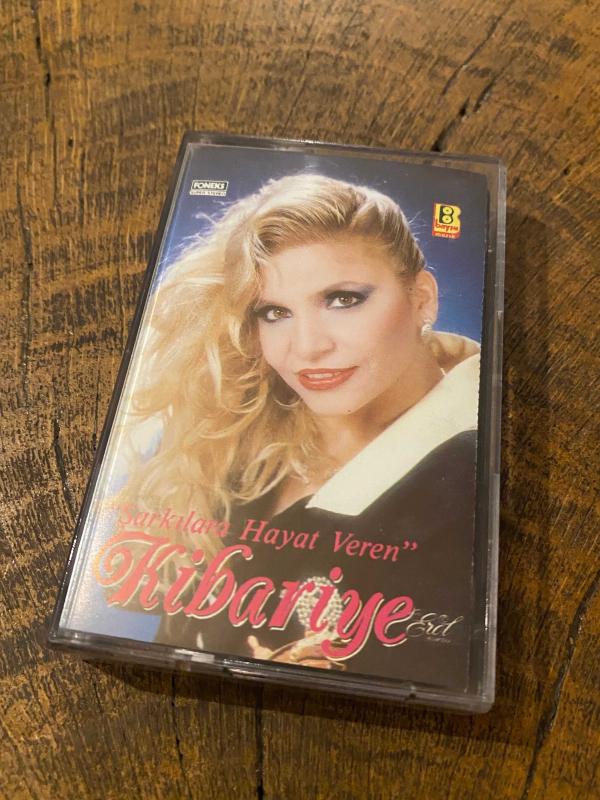 FONEKS
B
"Şarkılara Hayat Veren"
Kibariye
Erol